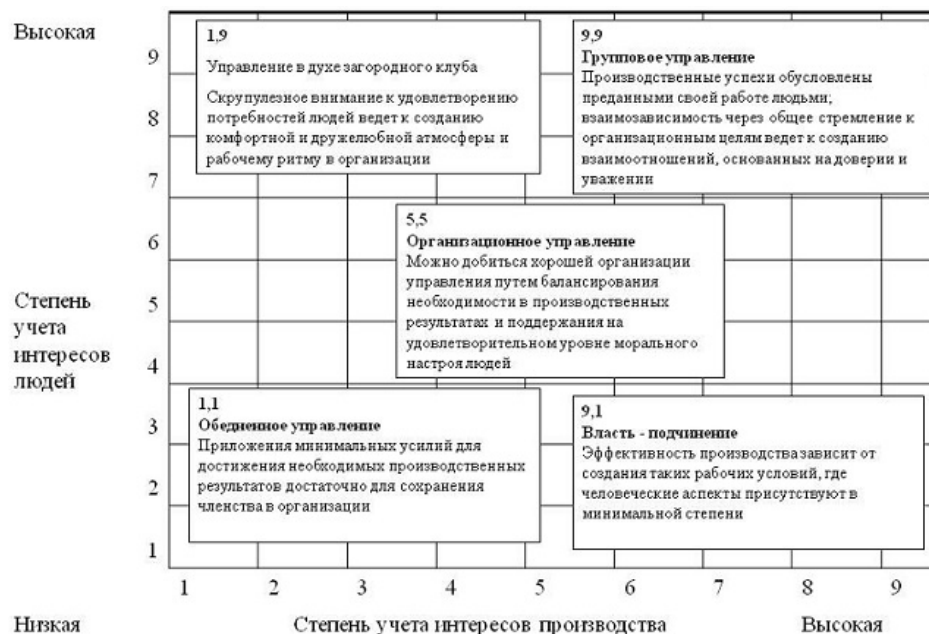 Высокая
9
8
7
6
5
4
3
2
1
Степень
учета
интересов
людей
1,9
Управление в духе загородного клуба
Скрупулезное внимание к удовлетворению
потребностей людей ведет к созданию
комфортной и дружелюбной атмосферы и
рабочему ритму в организации
9,9
Групповое управление
Производственные успехи обусловлены
преданными своей работе людьми;
взаимозависимость через общее стремление к
организационным целям ведет к созданию
взаимоотношений, основанных на доверии и
уважении
5,5
Организационное управление
Можно добиться хорошей организации
управления путем балансирования
необходимости в производственных
результатах и поддержания на
удовлетворительном уровне морального
настроя людей
1,1
Обедненное управление
Приложения минимальных усилий для
достижения необходимых производственных
результатов достаточно для сохранения
членства в организации
9,1
Власть - подчинение
Эффективность производства зависит от
создания таких рабочих условий, где
человеческие аспекты присутствуют в
минимальной степени
1 2 3 4 5 6 7 8 9
Низкая Степень учета интересов производства Высокая